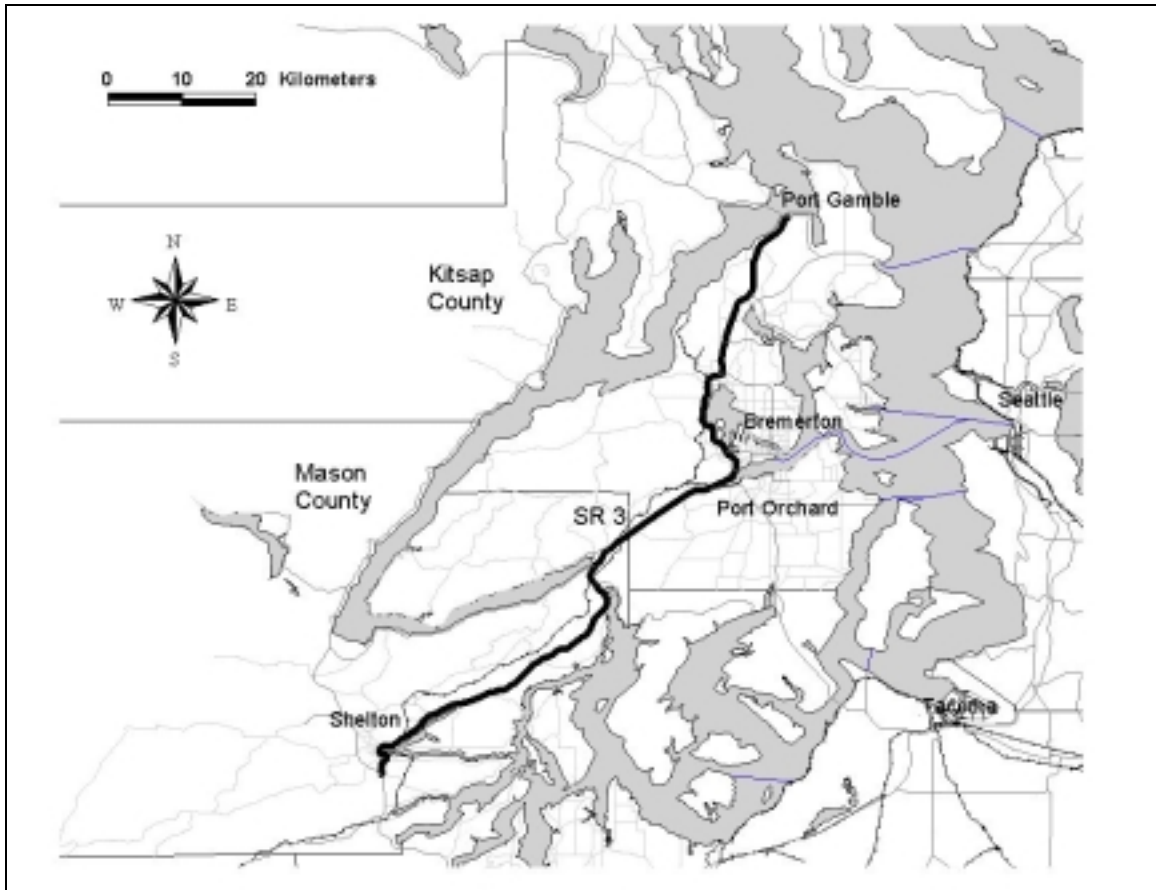 0 10 20 Kilometers
N
W E
S
Port Gamble
Kitsap
County
Seattle
Bremerton
Mason
County
SR 3
Port Orchard
Shelton
Tacoma